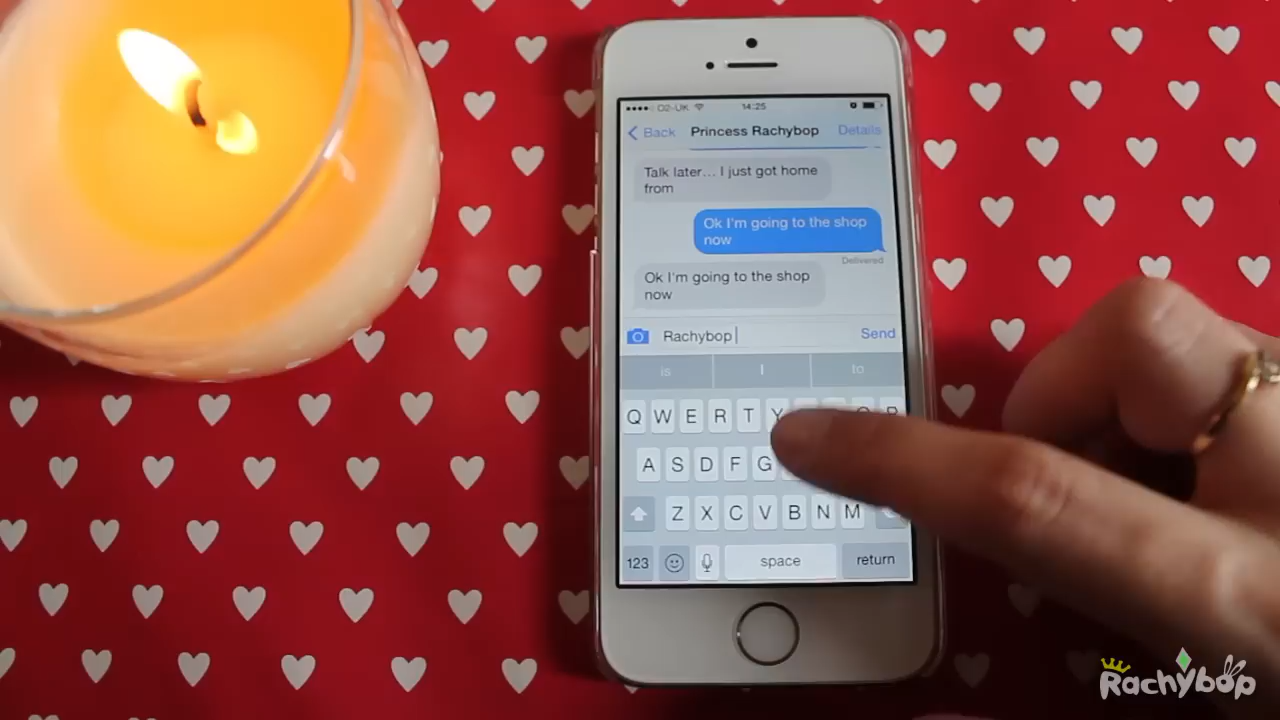 O2-UK 14:25
Back Princess Rachybop Details
Talk later... I just got home
from
Ok I'm going to the shop
now
Delivered
Ok I'm going to the shop
now
Rachybop Send
is I to
Q W E R T Y O P
A S D F G
Z X C V B N M
123 space return
Rachybop